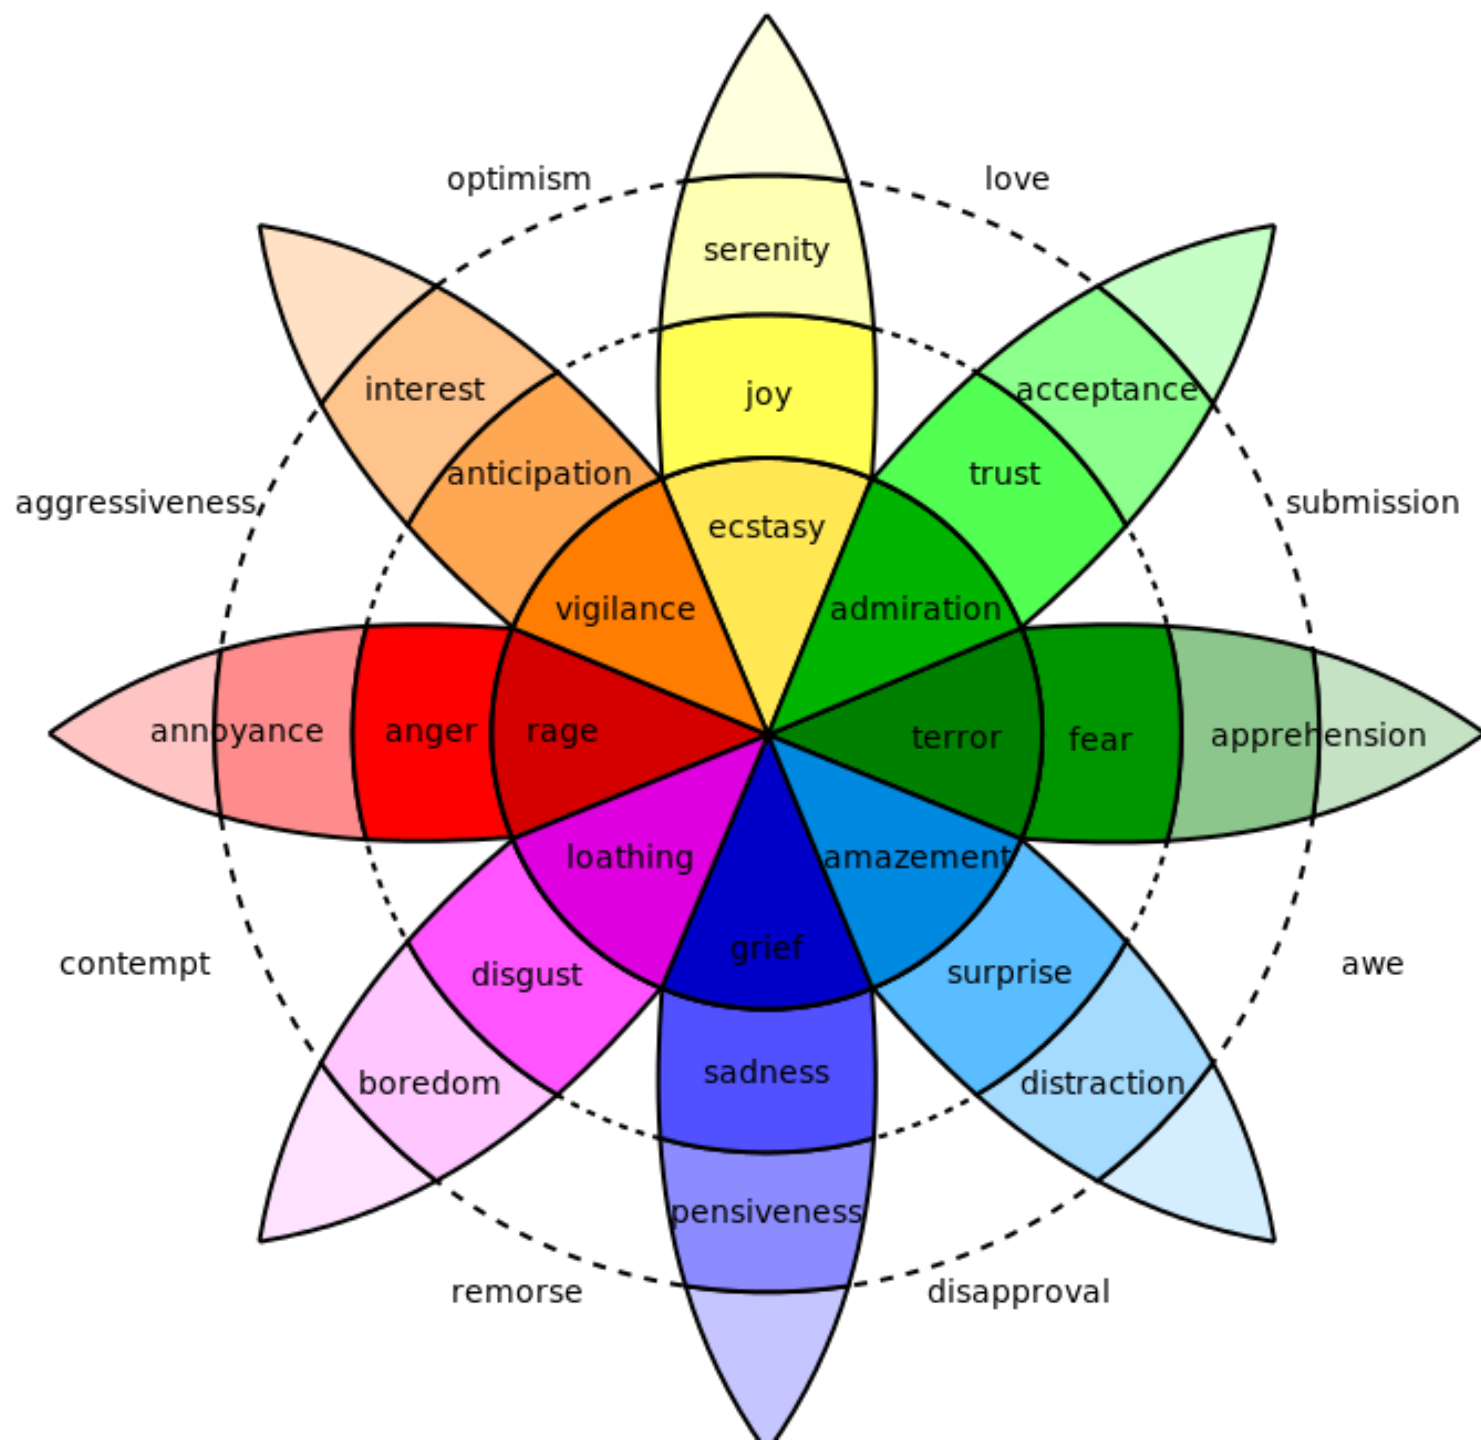 optimism
love
serenity
interest
acceptance
joy
anticipation
trust
aggressiveness
submission
ecstasy
vigilance
admiration
annoyance
anger
rage
terror
fear
apprehension
loathing
amazement
grief
contempt
awe
disgust
surprise
sadness
boredom
distraction
pensiveness
remorse
disapproval